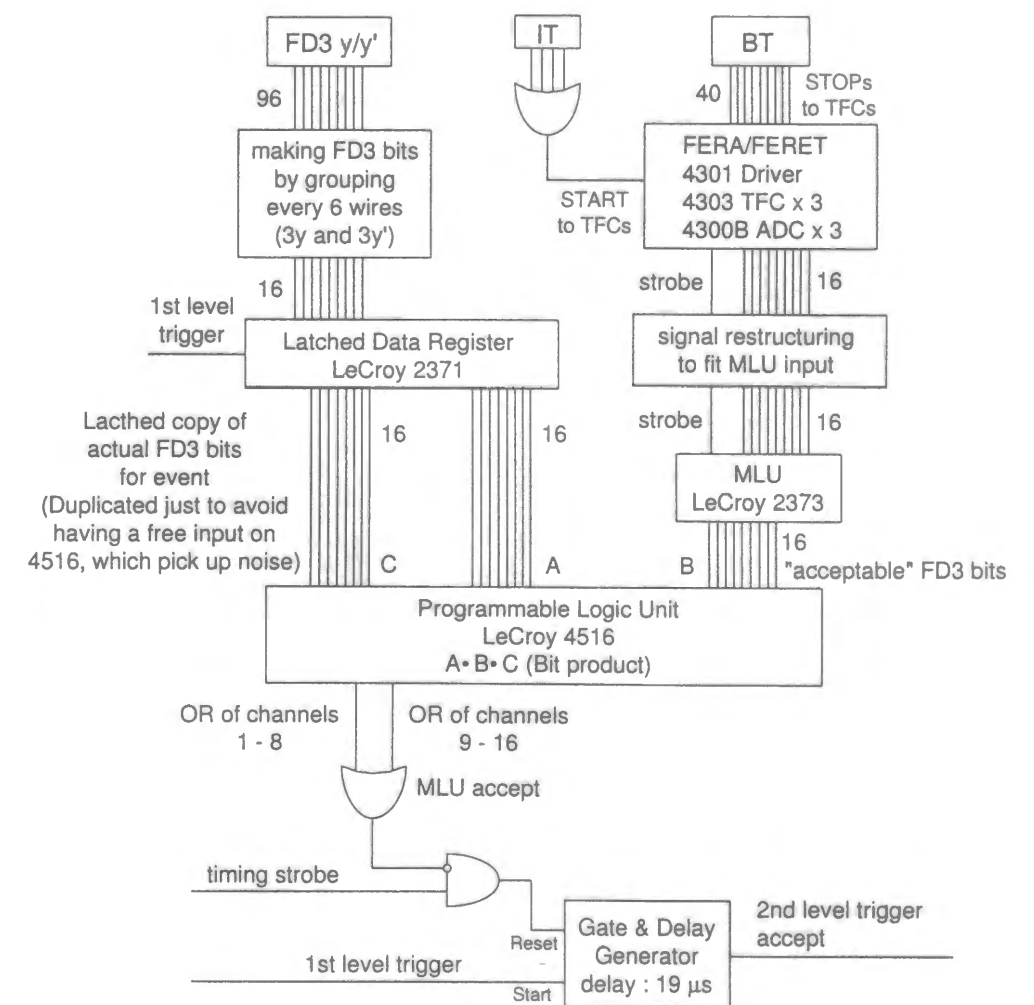 FD3 y/y'
IT
BT
96
40
STOPs
to TFCs
making FD3 bits
by grouping
every 6 wires
(3y and 3y')
START
to TFCs
FERA/FERET
4301 Driver
4303 TFC x 3
4300B ADC x 3
16
strobe
16
1st level
trigger
Latched Data Register
LeCroy 2371
signal restructuring
to fit MLU input
Lacthed copy of
actual FD3 bits
for event
(Duplicated just to avoid
having a free input on
4516, which pick up noise)
16
16
strobe
16
MLU
LeCroy 2373
C
A
B
16
"acceptable" FD3 bits
Programmable Logic Unit
LeCroy 4516
A• B• C (Bit product)
OR of channels
1 - 8
OR of channels
9 - 16
MLU accept
timing strobe
Reset
1st level trigger
Start
Gate & Delay
Generator
delay : 19 µs
2nd level trigger
accept